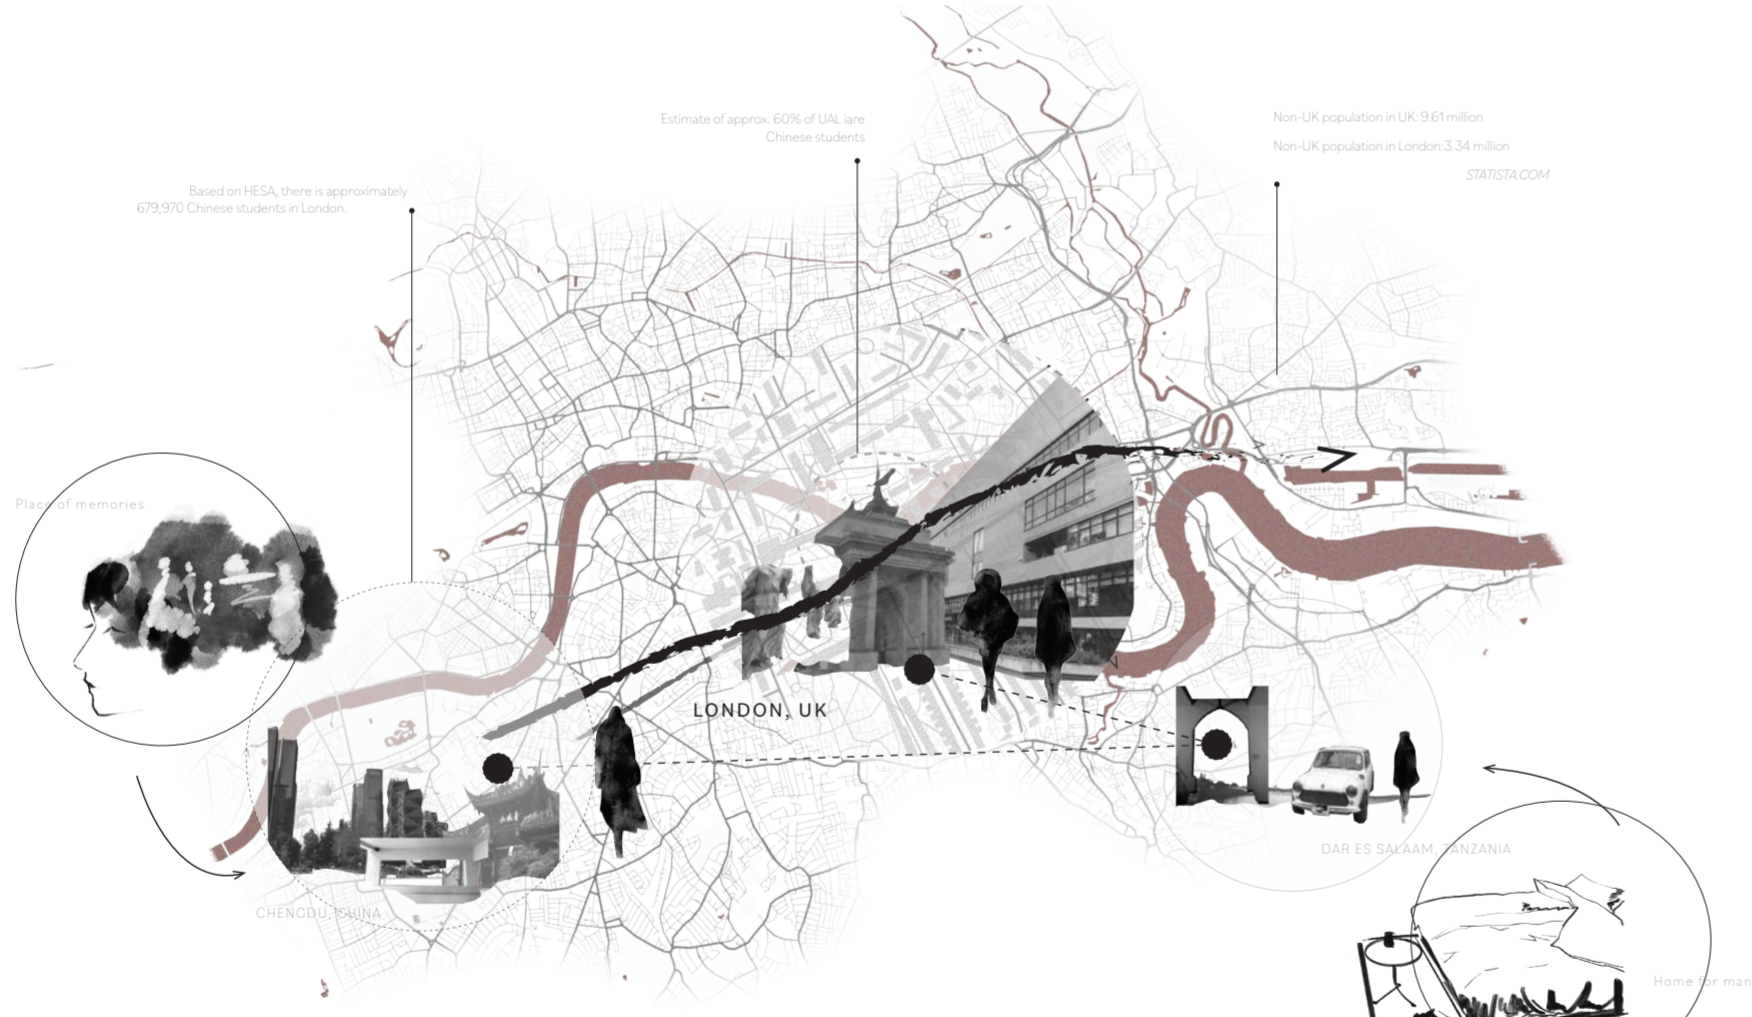 Estimate of approx. 60% of UAL iare
Chinese students
Non-UK population in UK: 9.61 million
Non-UK population in London:3.34 million
STATISTA.COM
Based on HESA, there is approximately
679,970 Chinese students in London.
Place of memories
LONDON, UK
DAR ES SALAAM, TANZANIA
CHENGDU, CHINA
Home for man